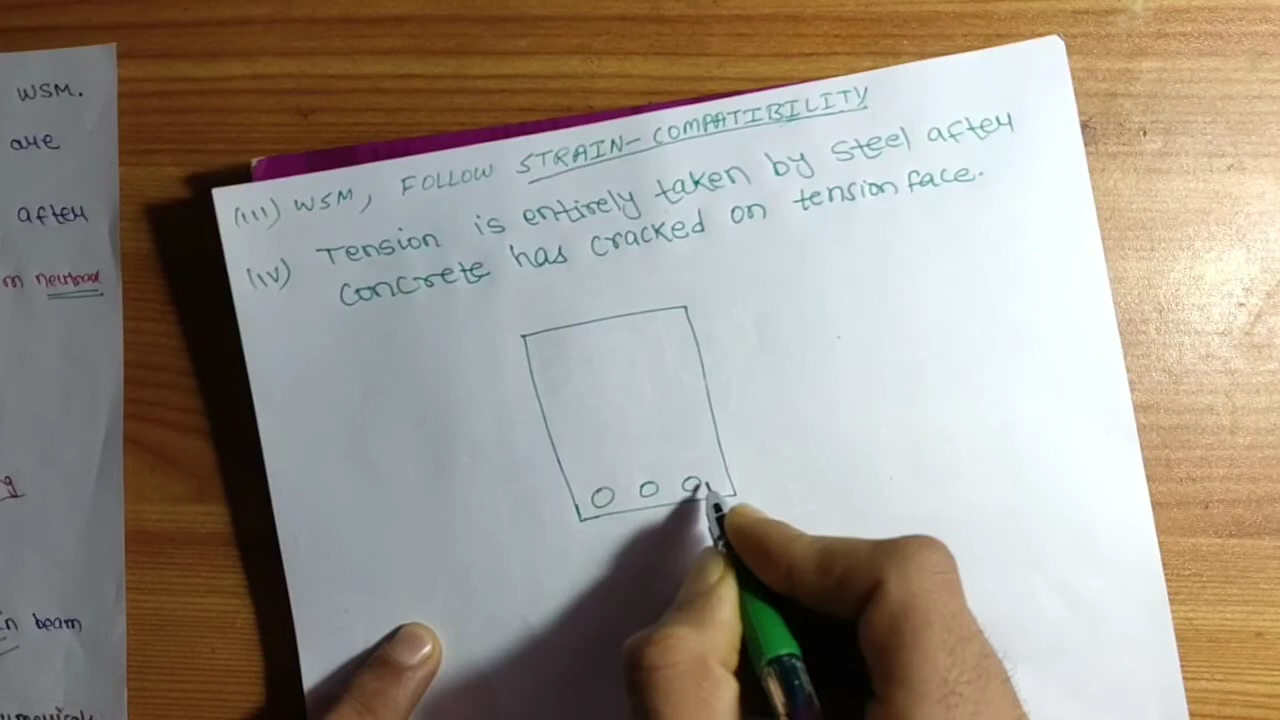 WSM.
are
after
m neutral
y
in beam
(III) WSM, FOLLOW STRAIN-COMPATIBILITY
(IV) Tension is entirely taken by steel after
concrete has cracked on tension face.